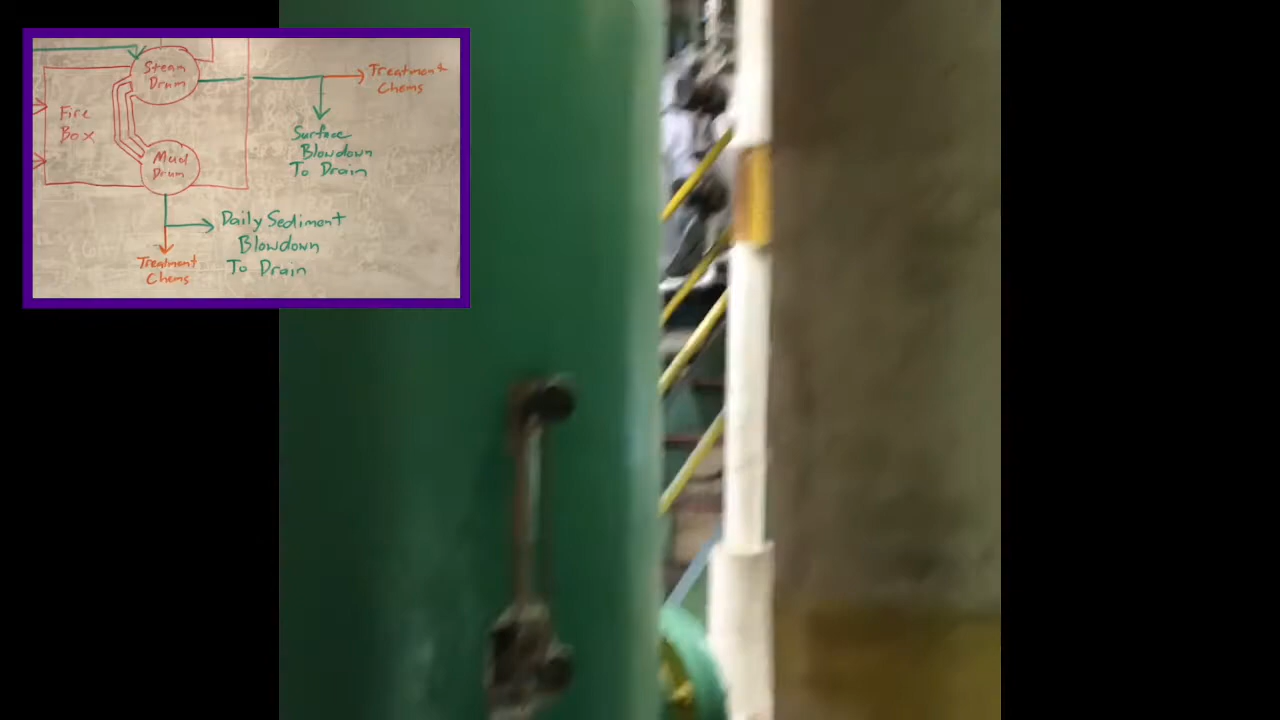 Steam
Drum
Treatment
Chems
Fire
Box
Surface
Blowdown
To Drain
Mud
Drum
Daily Sediment
Blowdown
To Drain
Treatment
Chems